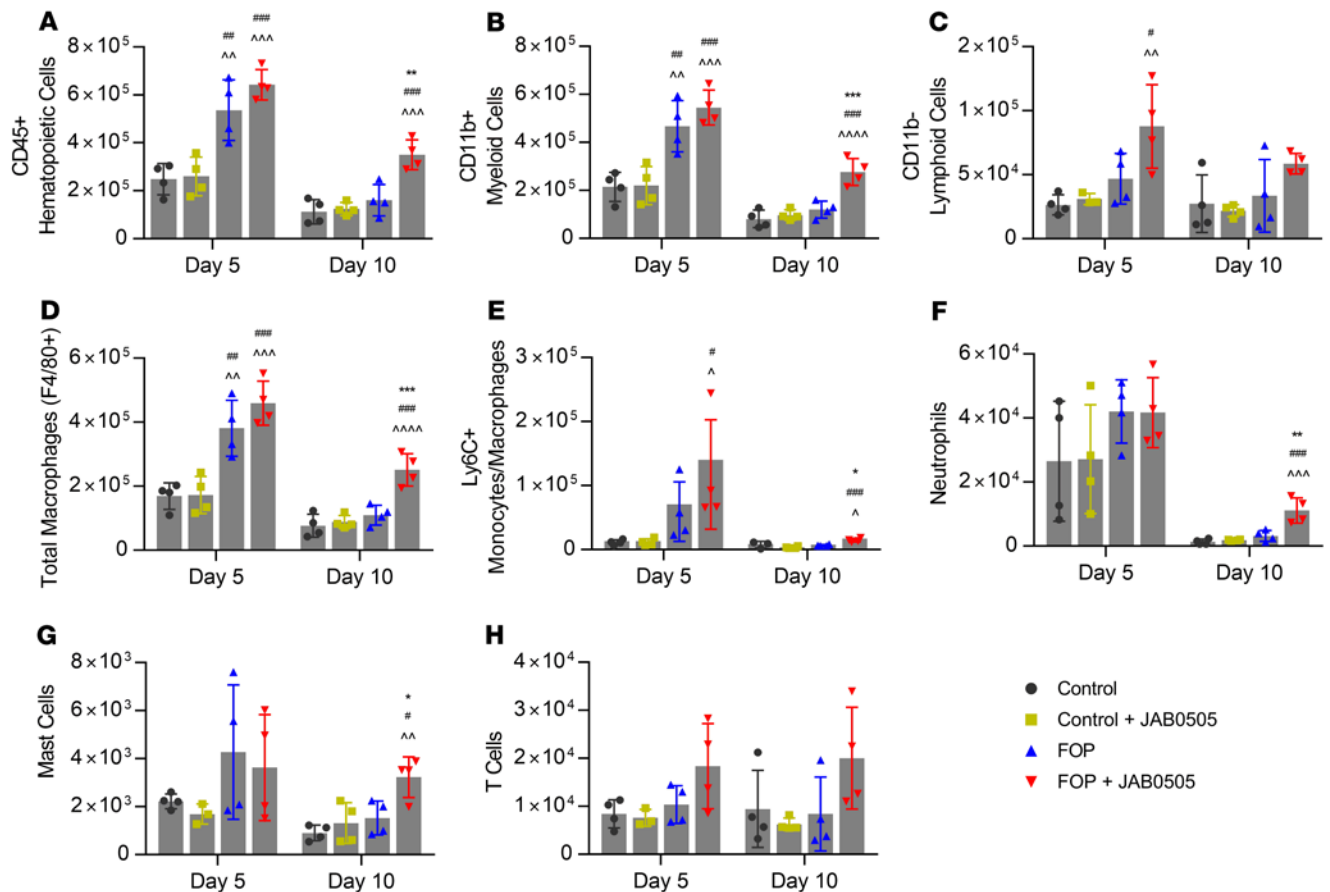 A
CD45+
Hematopoietic Cells
8×10⁵
6×10⁵
4×10⁵
2×10⁵
0
##
^^
###
^^^
**
###
^^^
Day 5 Day 10
B
CD11b+
Myeloid Cells
8×10⁵
6×10⁵
4×10⁵
2×10⁵
0
##
^^
###
^^^
***
###
^^^^
Day 5 Day 10
C
CD11b-
Lymphoid Cells
2×10⁵
1×10⁵
5×10⁴
0
#
^^
Day 5 Day 10
D
Total Macrophages (F4/80+)
6×10⁵
4×10⁵
2×10⁵
0
##
^^
###
^^^
***
###
^^^^
Day 5 Day 10
E
Ly6C+
Monocytes/Macrophages
3×10⁵
2×10⁵
1×10⁵
0
#
^
*
###
^
Day 5 Day 10
F
Neutrophils
6×10⁴
4×10⁴
2×10⁴
0
**
###
^^^
Day 5 Day 10
G
Mast Cells
8×10³
6×10³
4×10³
2×10³
0
*
#
^^
Day 5 Day 10
H
T Cells
4×10⁴
3×10⁴
2×10⁴
1×10⁴
0
Day 5 Day 10
Control
Control + JAB0505
FOP
FOP + JAB0505